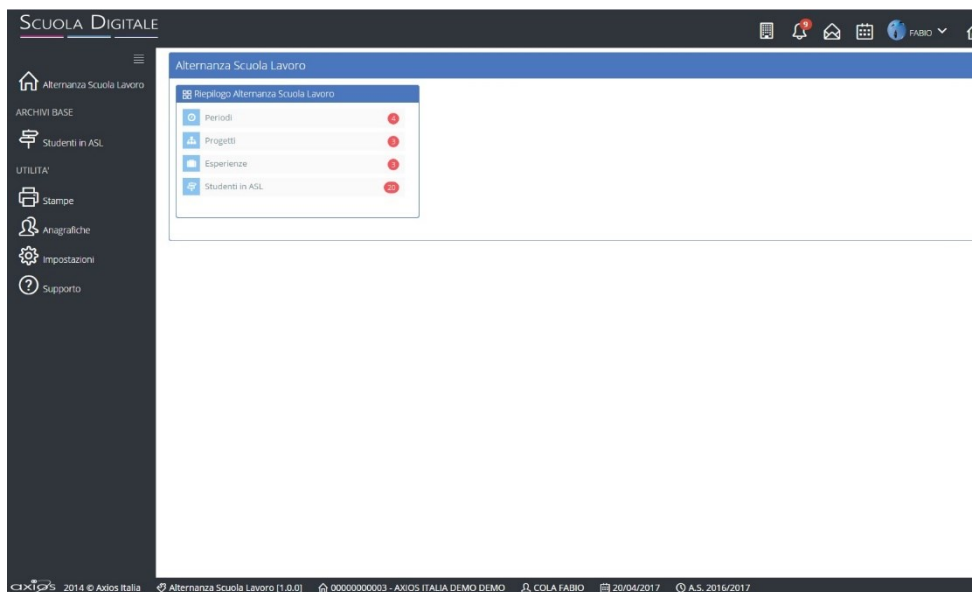 SCUOLA DIGITALE
9
FABIO
Alternanza Scuola Lavoro
ARCHIVI BASE
Studenti in ASL
UTILITA'
Stampe
Anagrafiche
Impostazioni
Supporto
Alternanza Scuola Lavoro
Riepilogo Alternanza Scuola Lavoro
Periodi 4
Progetti 3
Esperienze 3
Studenti in ASL 20
axios 2014 © Axios Italia Alternanza Scuola Lavoro [1.0.0] 00000000003 - AXIOS ITALIA DEMO DEMO COLA FABIO 20/04/2017 A.S. 2016/2017